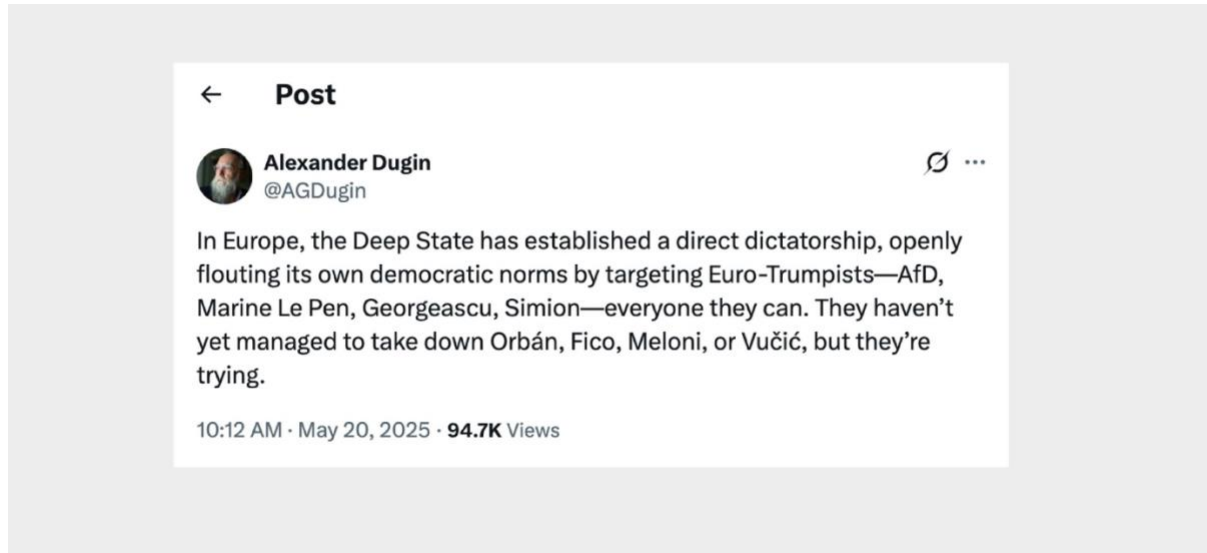 Post
Alexander Dugin
@AGDugin
In Europe, the Deep State has established a direct dictatorship, openly
flouting its own democratic norms by targeting Euro-Trumpists—AfD,
Marine Le Pen, Georgeascu, Simion—everyone they can. They haven’t
yet managed to take down Orbán, Fico, Meloni, or Vučić, but they’re
trying.
10:12 AM · May 20, 2025 · 94.7K Views